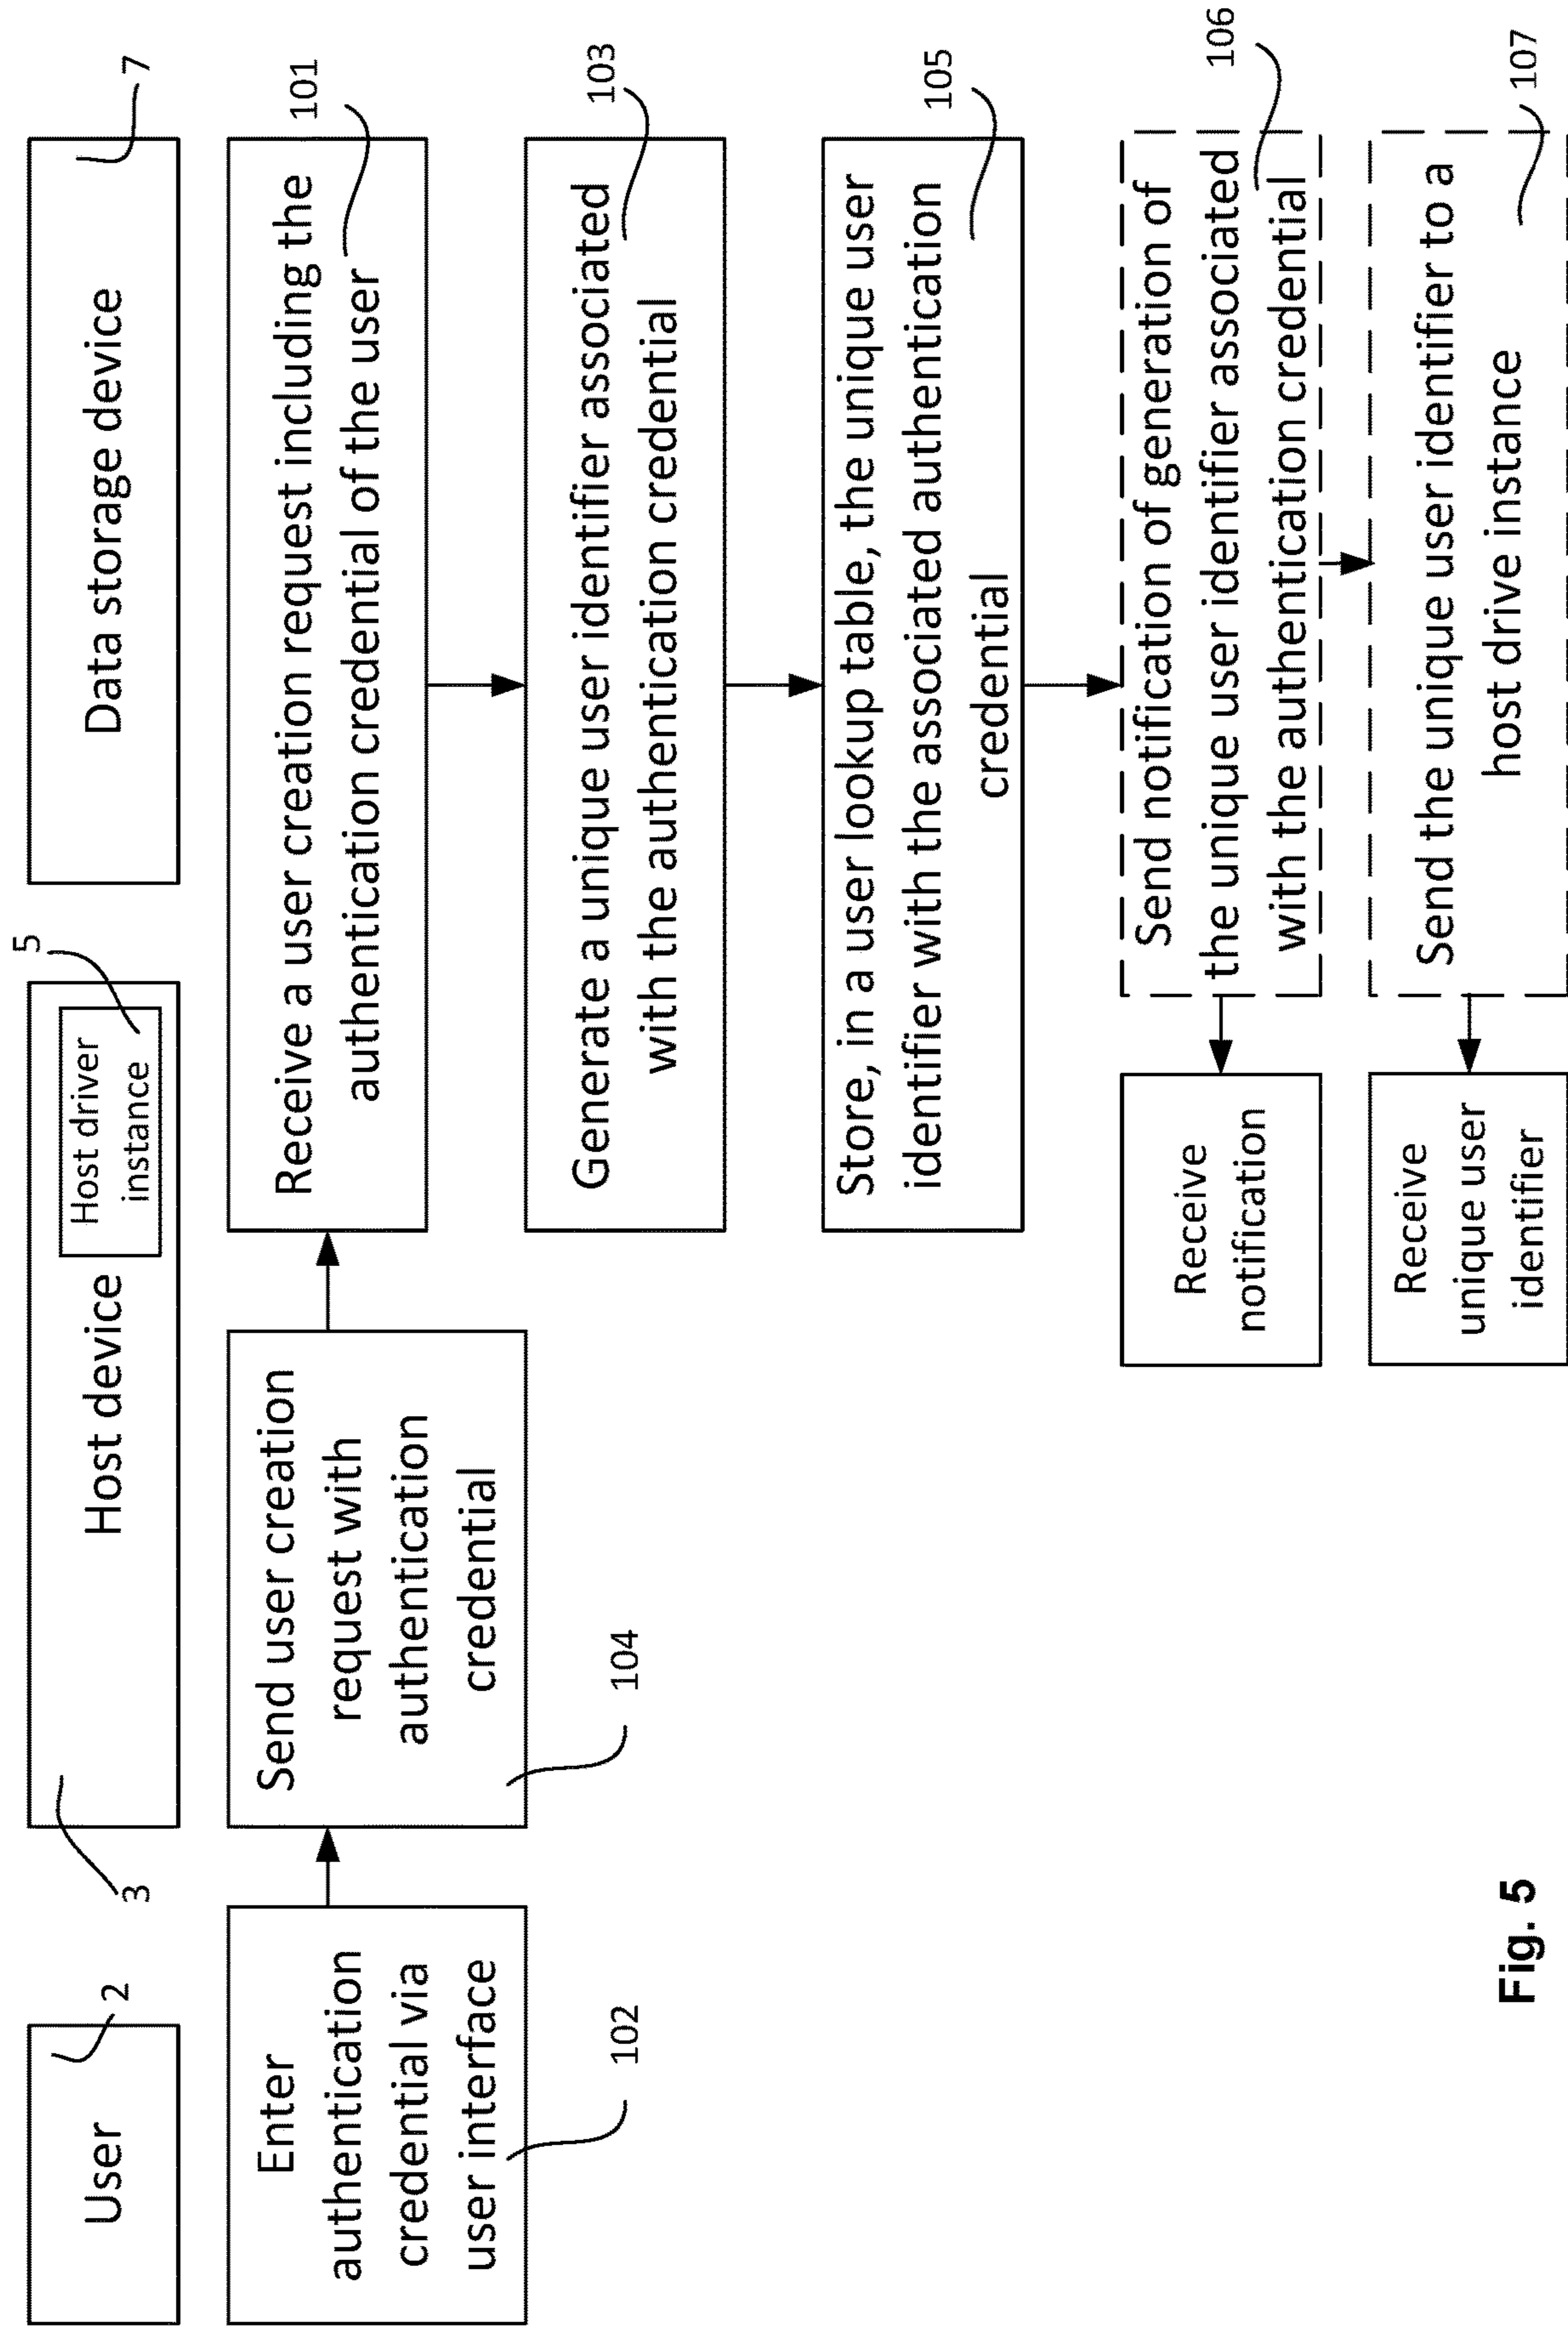 User
2
Host device
3
Host driver
instance
5
Data storage device
7
Enter
authentication
credential via
user interface
102
Send user creation
request with
authentication
credential
104
Receive a user creation request including the
authentication credential of the user
101
Generate a unique user identifier associated
with the authentication credential
103
Store, in a user lookup table, the unique user
identifier with the associated authentication
credential
105
Send notification of generation of
the unique user identifier associated
with the authentication credential
106
Receive
notification
Send the unique user identifier to a
host drive instance
107
Receive
unique user
identifier
Fig. 5